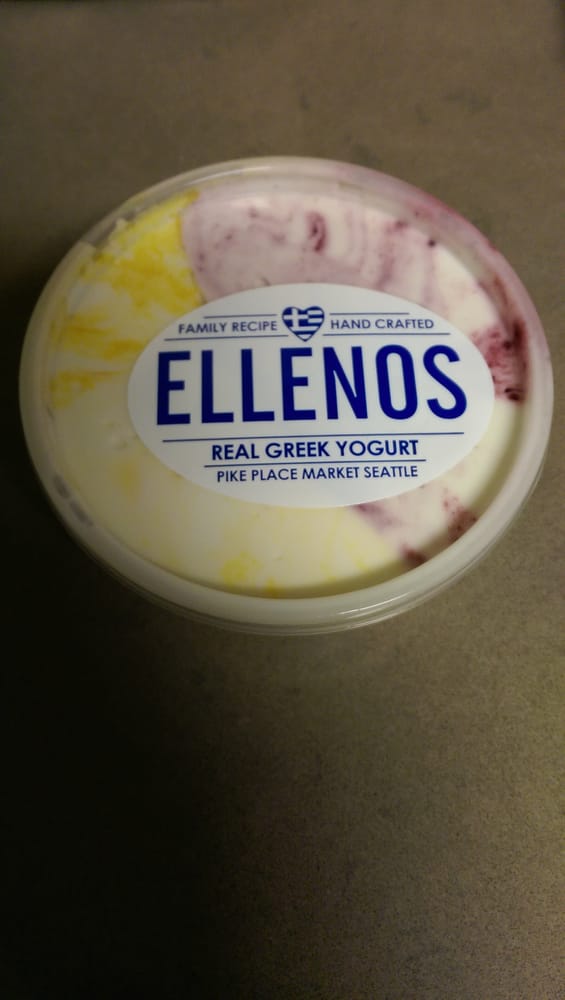 FAMILY RECIPE HAND CRAFTED
ELLENOS
REAL GREEK YOGURT
PIKE PLACE MARKET SEATTLE